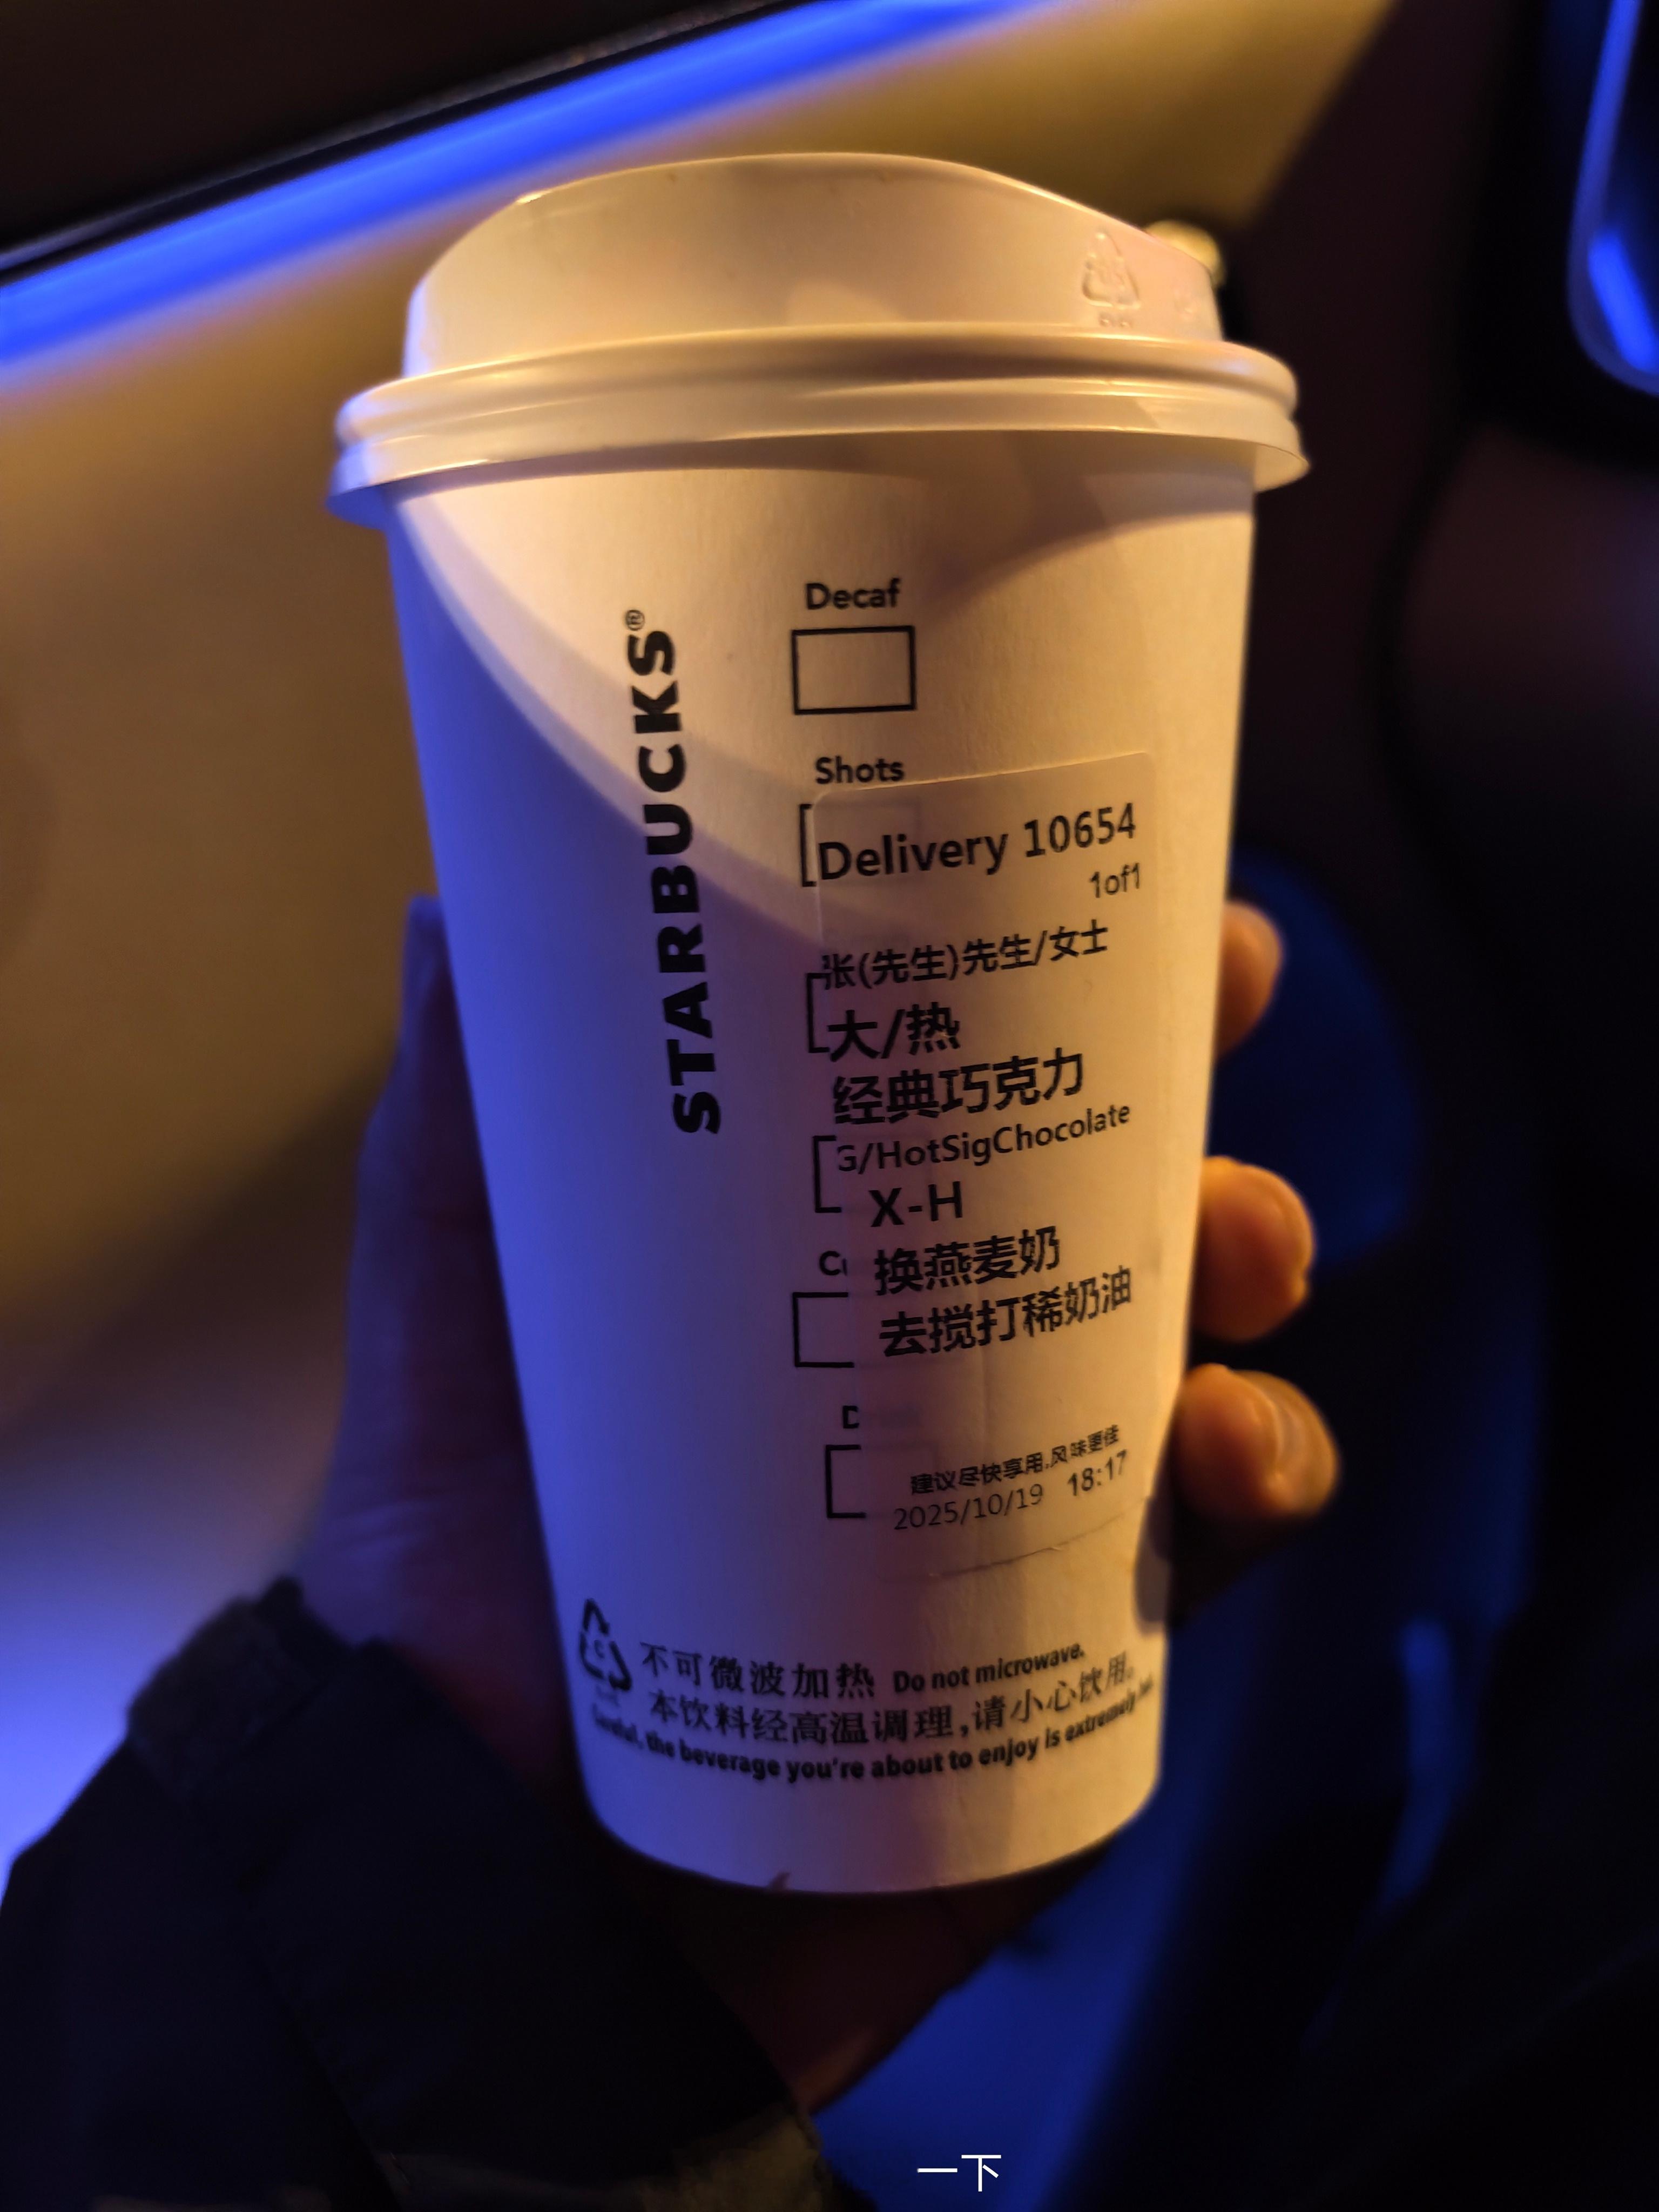 STARBUCKS®
Decaf
Shots
Delivery 10654
1of1
张(先生)先生/女士
大/热
经典巧克力
G/HotSigChocolate
X-H
换燕麦奶
去搅打稀奶油
建议尽快享用,风味更佳
2025/10/19 18:17
不可微波加热 Do not microwave.
本饮料经高温调理,请小心饮用。
Careful, the beverage you're about to enjoy is extremely
一下